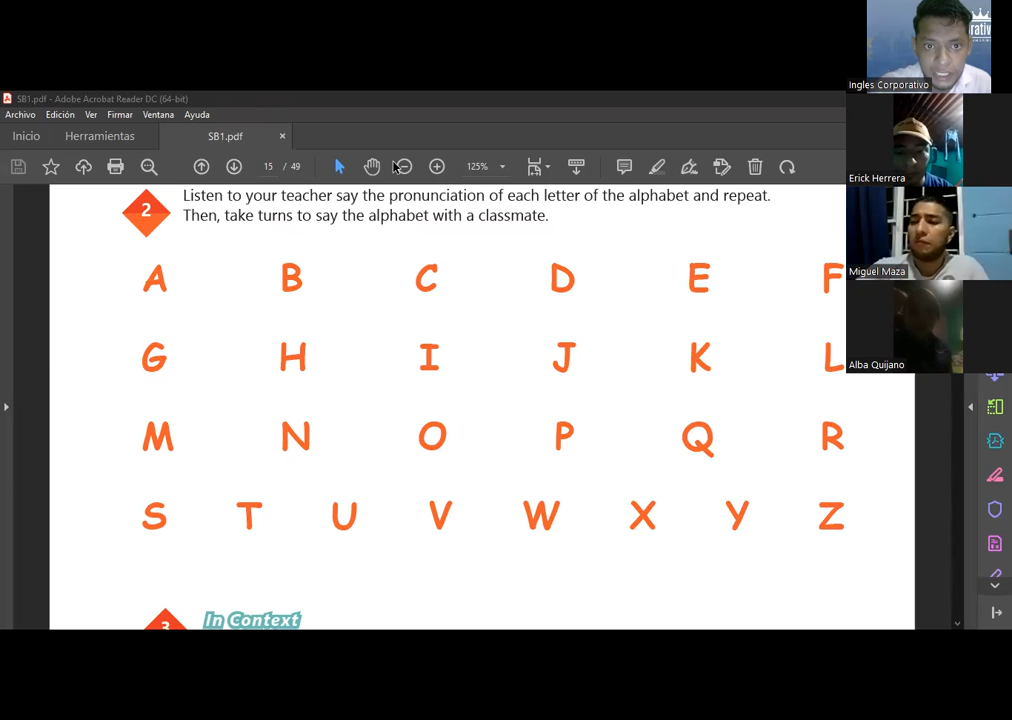 SB1.pdf - Adobe Acrobat Reader DC (64-bit)
Archivo Edición Ver Firmar Ventana Ayuda
Inicio Herramientas SB1.pdf ×
15 / 49 125%
2 Listen to your teacher say the pronunciation of each letter of the alphabet and repeat.
Then, take turns to say the alphabet with a classmate.
A B C D E F
G H I J K L
M N O P Q R
S T U V W X Y Z
3 In Context
Ingles Corporativo
Erick Herrera
Miguel Maza
Alba Quijano